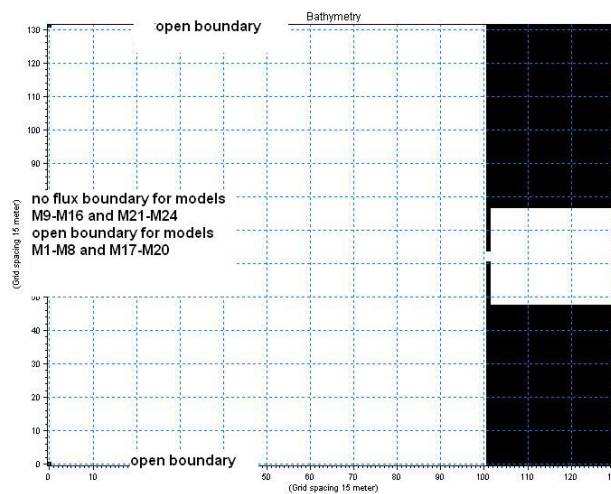 Bathymetry
open boundary
130
120
110
100
90
no flux boundary for models
M9-M16 and M21-M24
open boundary for models
M1-M8 and M17-M20
(Grid spacing 15 meter)
50
40
30
20
10
0
open boundary
0 10 50 60 70 80 90 100 110 120
(Grid spacing 15 meter)